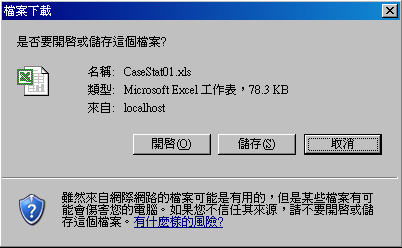 檔案下載
是否要開啟或儲存這個檔案?
名稱: CaseStat01.xls
類型: Microsoft Excel 工作表，78.3 KB
來自: localhost
開啟(O) 儲存(S) 取消
雖然來自網際網路的檔案可能是有用的，但是某些檔案有可
能會傷害您的電腦。如果您不信任其來源，請不要開啟或儲
存這個檔案。有什麼樣的風險?